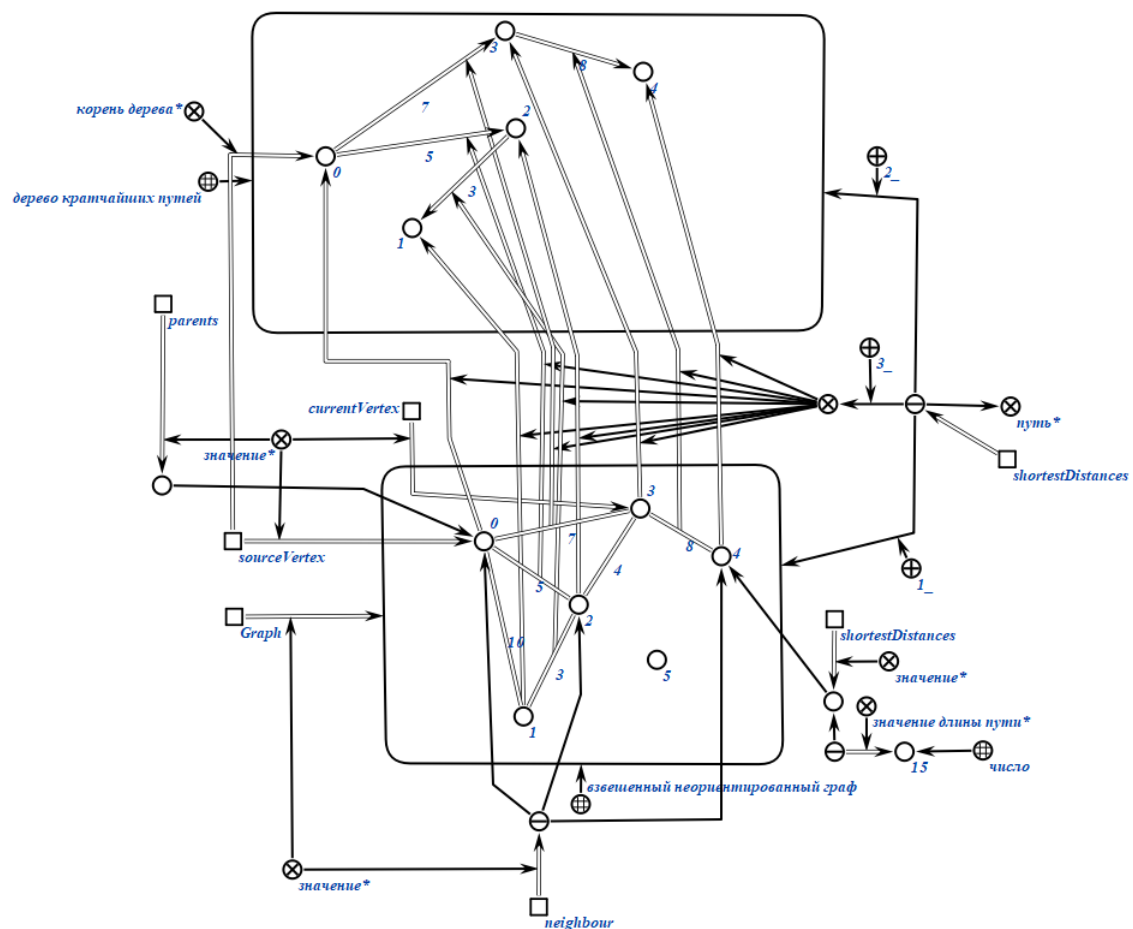 3
8
4
корень дерева*
7
2
5
0
2_
3
дерево кратчайших путей
1
parents
3_
currentVertex
путь*
значение*
shortestDistances
3
0
7
8
4
sourceVertex
5
4
1_
2
Graph
shortestDistances
10
3
5
значение*
1
значение длины пути*
15
число
взвешенный неориентированный граф
значение*
neighbour